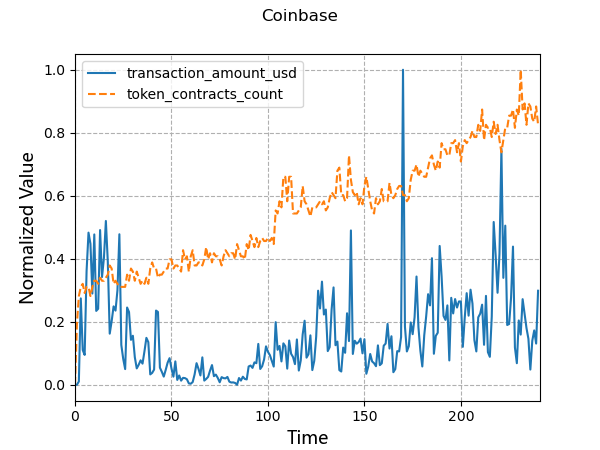 Coinbase
transaction_amount_usd
token_contracts_count
1.0
0.8
0.6
0.4
0.2
0.0
Normalized Value
0 50 100 150 200
Time